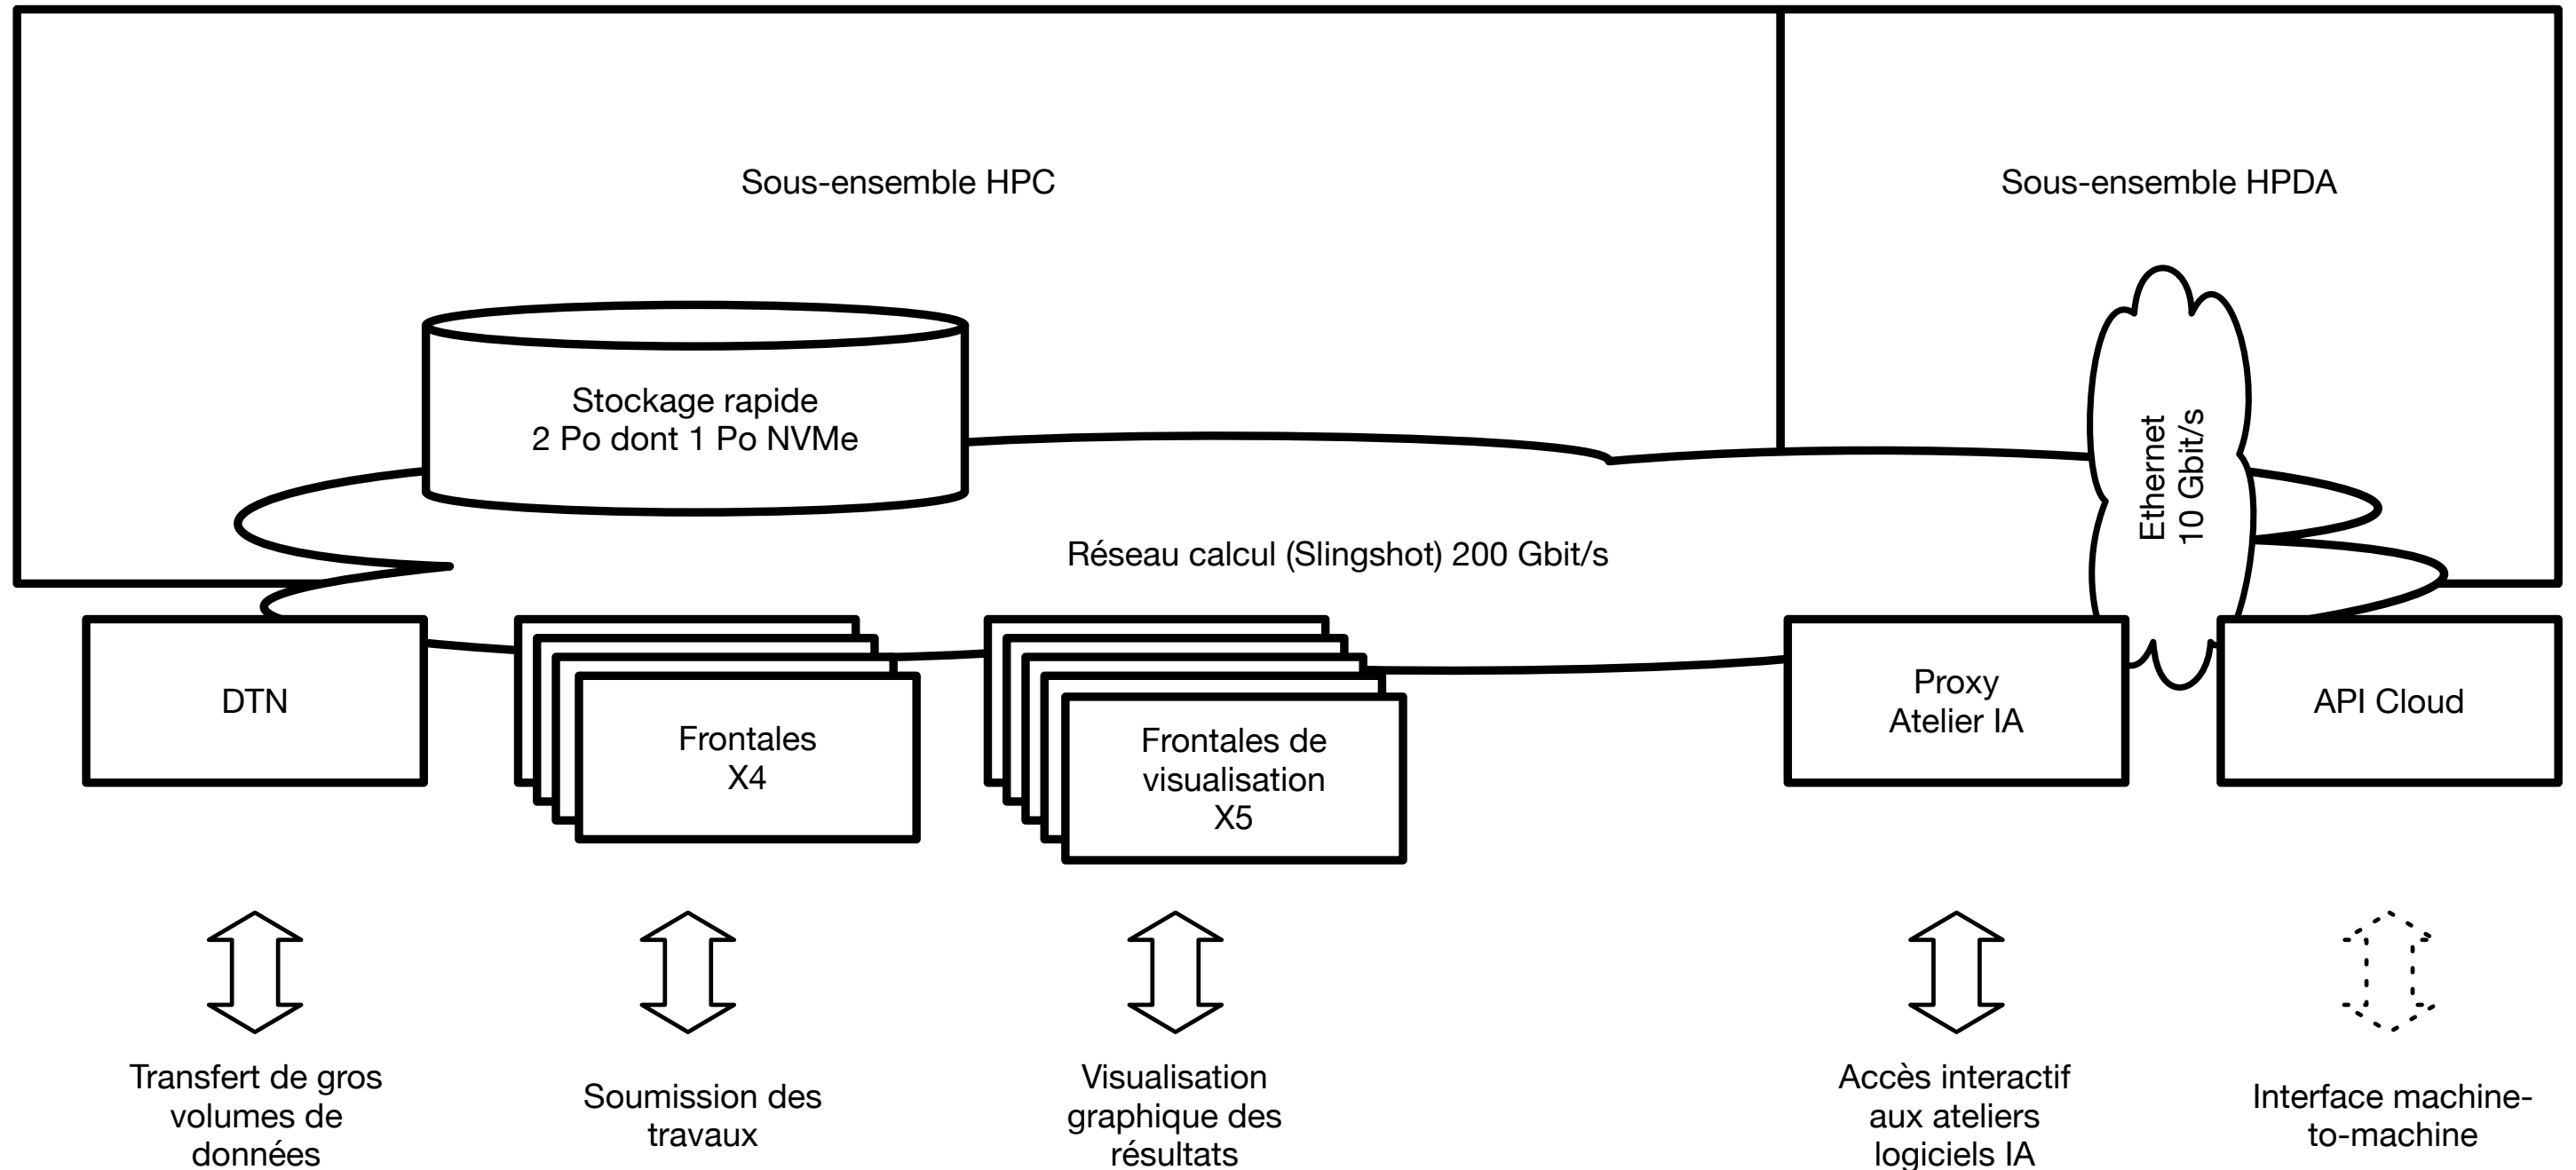 Sous-ensemble HPC
Sous-ensemble HPDA
Stockage rapide
2 Po dont 1 Po NVMe
Ethernet
10 Gbit/s
Réseau calcul (Slingshot) 200 Gbit/s
DTN
Frontales
X4
Frontales de
visualisation
X5
Proxy
Atelier IA
API Cloud
Transfert de gros
volumes de
données
Soumission des
travaux
Visualisation
graphique des
résultats
Accès interactif
aux ateliers
logiciels IA
Interface machine-
to-machine